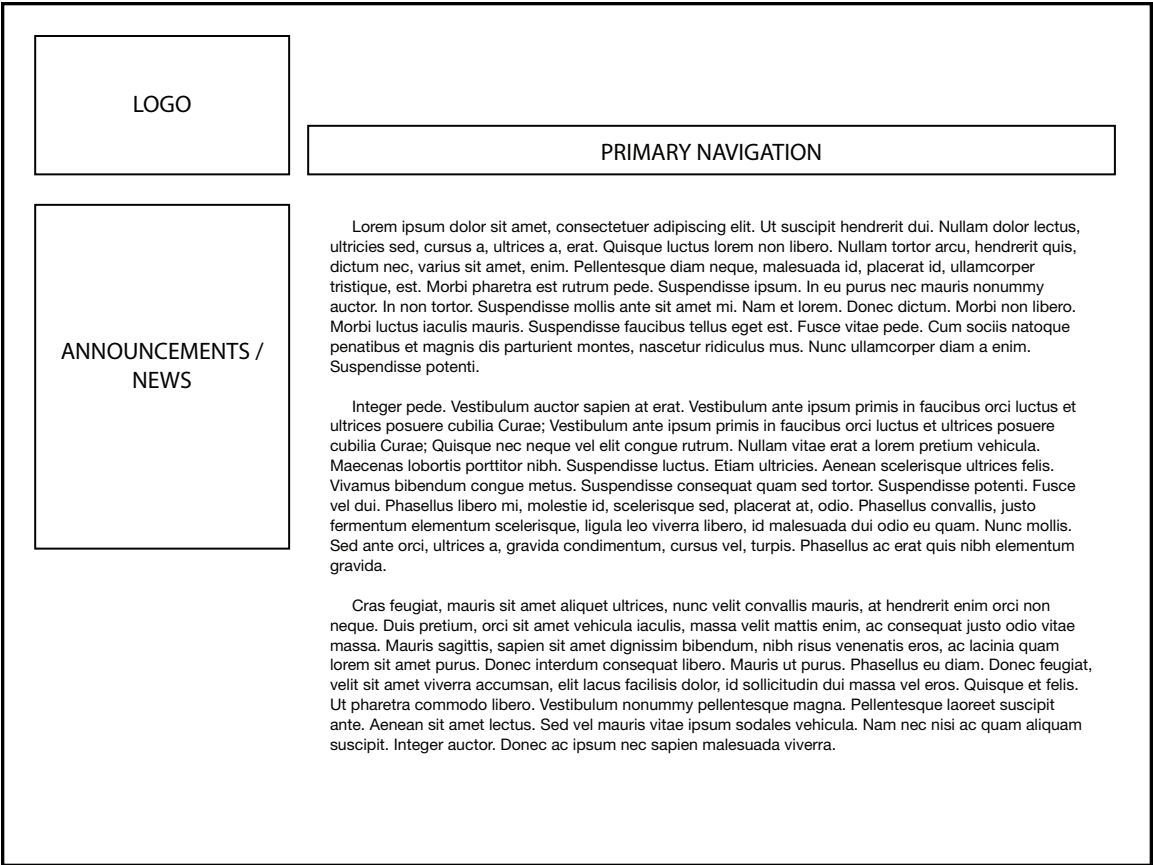 LOGO
PRIMARY NAVIGATION
ANNOUNCEMENTS /
NEWS
Lorem ipsum dolor sit amet, consectetuer adipiscing elit. Ut suscipit hendrerit dui. Nullam dolor lectus,
ultricies sed, cursus a, ultrices a, erat. Quisque luctus lorem non libero. Nullam tortor arcu, hendrerit quis,
dictum nec, varius sit amet, enim. Pellentesque diam neque, malesuada id, placerat id, ullamcorper
tristique, est. Morbi pharetra est rutrum pede. Suspendisse ipsum. In eu purus nec mauris nonummy
auctor. In non tortor. Suspendisse mollis ante sit amet mi. Nam et lorem. Donec dictum. Morbi non libero.
Morbi luctus iaculis mauris. Suspendisse faucibus tellus eget est. Fusce vitae pede. Cum sociis natoque
penatibus et magnis dis parturient montes, nascetur ridiculus mus. Nunc ullamcorper diam a enim.
Suspendisse potenti.
Integer pede. Vestibulum auctor sapien at erat. Vestibulum ante ipsum primis in faucibus orci luctus et
ultrices posuere cubilia Curae; Vestibulum ante ipsum primis in faucibus orci luctus et ultrices posuere
cubilia Curae; Quisque nec neque vel elit congue rutrum. Nullam vitae erat a lorem pretium vehicula.
Maecenas lobortis porttitor nibh. Suspendisse luctus. Etiam ultricies. Aenean scelerisque ultrices felis.
Vivamus bibendum congue metus. Suspendisse consequat quam sed tortor. Suspendisse potenti. Fusce
vel dui. Phasellus libero mi, molestie id, scelerisque sed, placerat at, odio. Phasellus convallis, justo
fermentum elementum scelerisque, ligula leo viverra libero, id malesuada dui odio eu quam. Nunc mollis.
Sed ante orci, ultrices a, gravida condimentum, cursus vel, turpis. Phasellus ac erat quis nibh elementum
gravida.
Cras feugiat, mauris sit amet aliquet ultrices, nunc velit convallis mauris, at hendrerit enim orci non
neque. Duis pretium, orci sit amet vehicula iaculis, massa velit mattis enim, ac consequat justo odio vitae
massa. Mauris sagittis, sapien sit amet dignissim bibendum, nibh risus venenatis eros, ac lacinia quam
lorem sit amet purus. Donec interdum consequat libero. Mauris ut purus. Phasellus eu diam. Donec feugiat,
velit sit amet viverra accumsan, elit lacus facilisis dolor, id sollicitudin dui massa vel eros. Quisque et felis.
Ut pharetra commodo libero. Vestibulum nonummy pellentesque magna. Pellentesque laoreet suscipit
ante. Aenean sit amet lectus. Sed vel mauris vitae ipsum sodales vehicula. Nam nec nisi ac quam aliquam
suscipit. Integer auctor. Donec ac ipsum nec sapien malesuada viverra.